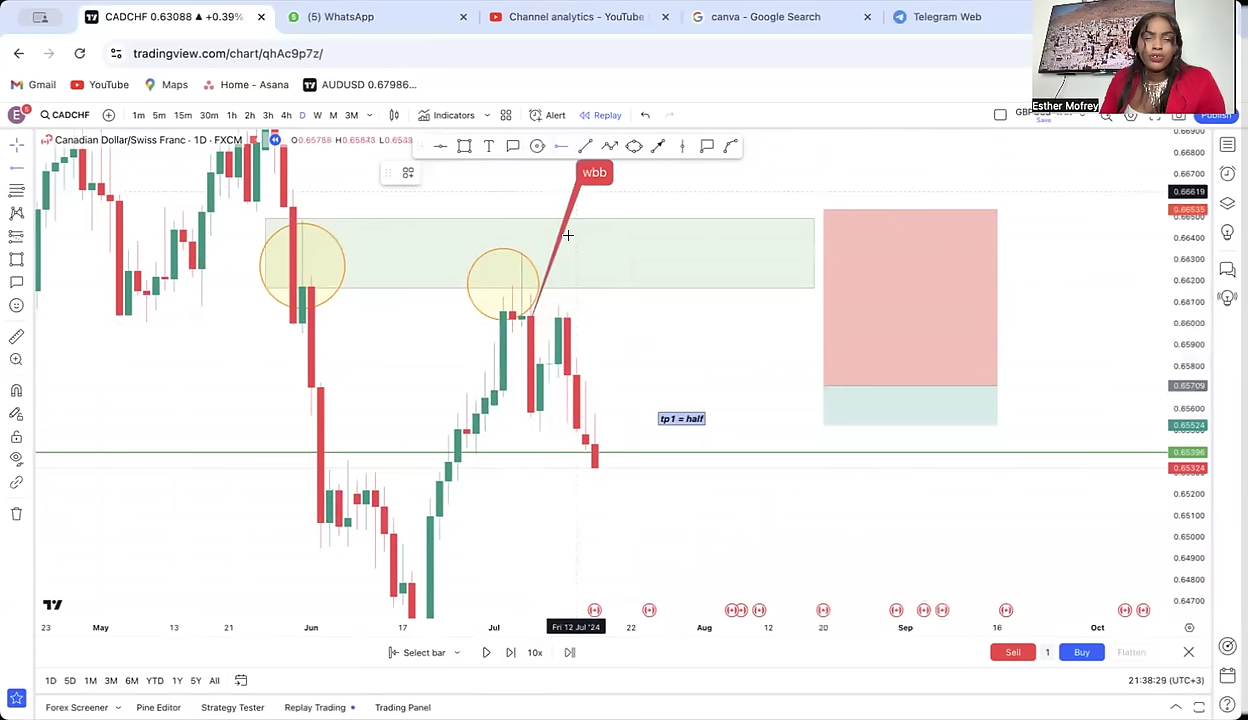 CADCHF 0.63088 ▲ +0.39%
(5) WhatsApp
Channel analytics - YouTube
canva - Google Search
Telegram Web
tradingview.com/chart/qhAc9p7z/
Gmail
YouTube
Maps
Home - Asana
AUDUSD 0.67986...
Esther Mofrey
E
CADCHF
1m 5m 15m 30m 1h 2h 3h 4h D W M 3M
Indicators
Alert
Replay
Save
Publish
Canadian Dollar/Swiss Franc · 1D · FXCM
wbb
tp1 = half
0.66900
0.66800
0.66700
0.66619
0.66535
0.66400
0.66300
0.66200
0.66100
0.66000
0.65900
0.65800
0.65709
0.65600
0.65524
0.65396
0.65324
0.65200
0.65100
0.65000
0.64900
0.64800
0.64700
23 May 13 21 Jun 17 Jul Fri 12 Jul '24 22 Aug 12 20 Sep 16 Oct
Select bar
10x
Sell 1 Buy Flatten
1D 5D 1M 3M 6M YTD 1Y 5Y All
21:38:29 (UTC+3)
Forex Screener
Pine Editor
Strategy Tester
Replay Trading
Trading Panel